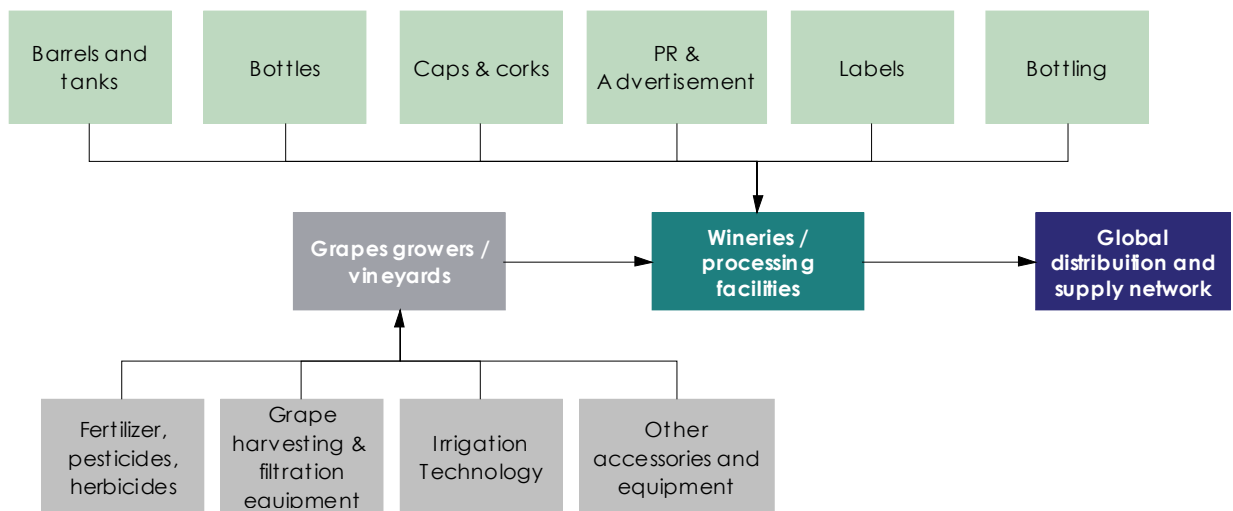 Barrels and
tanks
Bottles
Caps & corks
PR &
Advertisement
Labels
Bottling
Grapes growers /
vineyards
Wineries /
processing
facilities
Global
distribuition and
supply network
Fertilizer,
pesticides,
herbicides
Grape
harvesting &
filtration
equipment
Irrigation
Technology
Other
accessories and
equipment